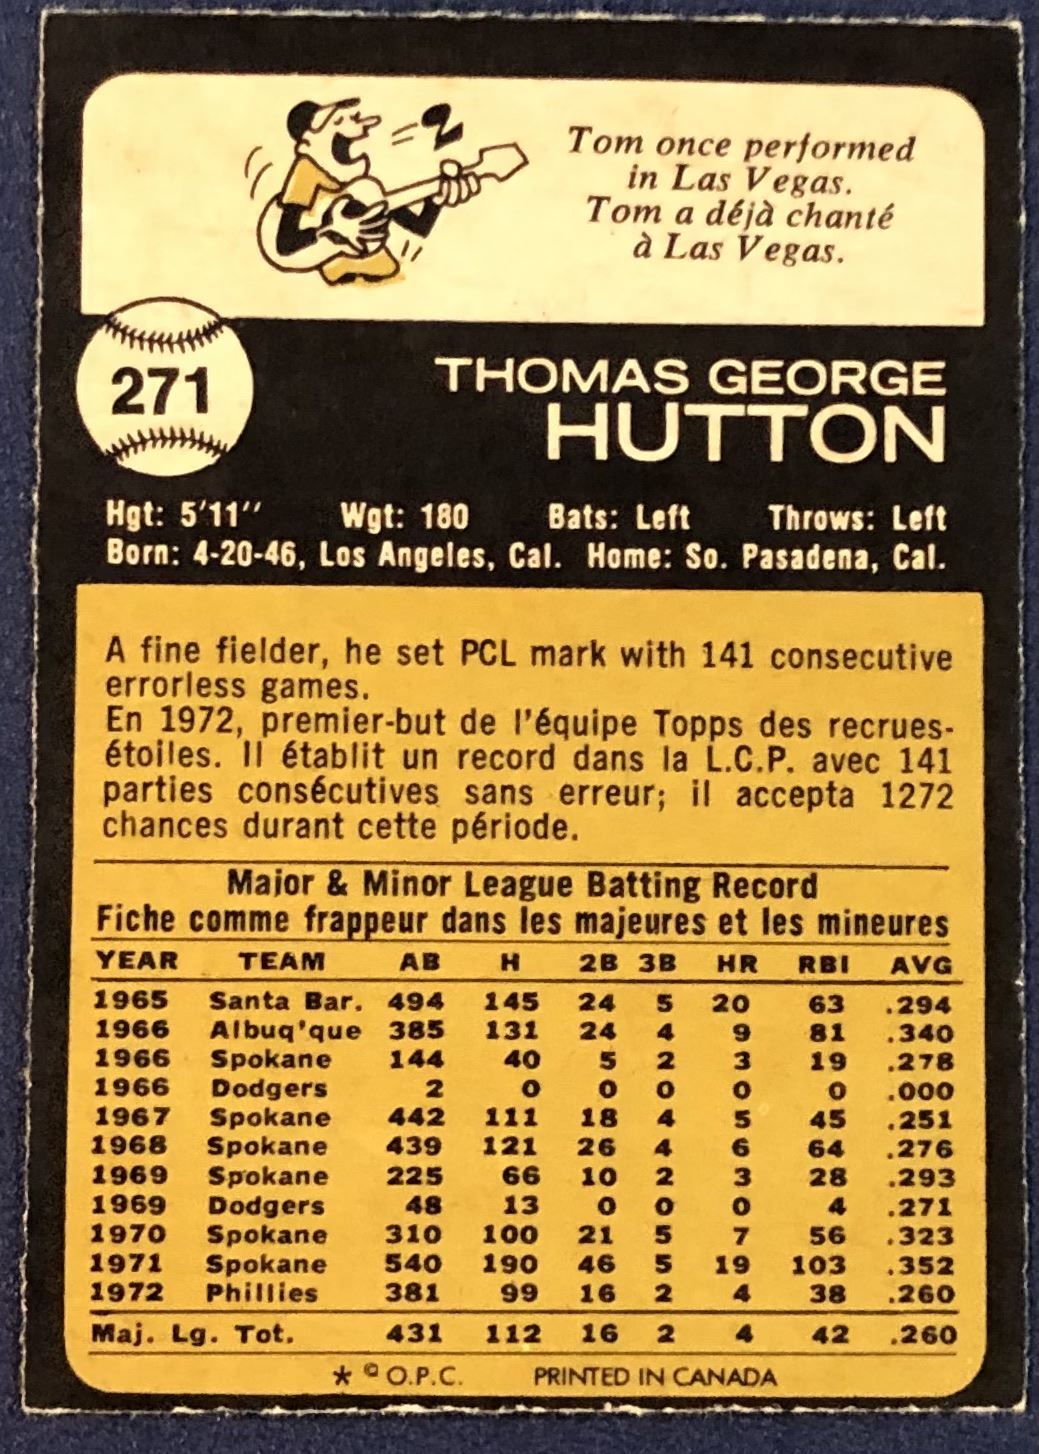 Tom once performed
in Las Vegas.
Tom a déjà chanté
à Las Vegas.
271
THOMAS GEORGE
HUTTON
Hgt: 5'11" Wgt: 180 Bats: Left Throws: Left
Born: 4-20-46, Los Angeles, Cal. Home: So. Pasadena, Cal.
A fine fielder, he set PCL mark with 141 consecutive
errorless games.
En 1972, premier-but de l'équipe Topps des recrues-
étoiles. Il établit un record dans la L.C.P. avec 141
parties consécutives sans erreur; il accepta 1272
chances durant cette période.
Major & Minor League Batting Record
Fiche comme frappeur dans les majeures et les mineures
YEAR TEAM AB H 2B 3B HR RBI AVG
1965 Santa Bar. 494 145 24 5 20 63 .294
1966 Albuq'que 385 131 24 4 9 81 .340
1966 Spokane 144 40 5 2 3 19 .278
1966 Dodgers 2 0 0 0 0 0 .000
1967 Spokane 442 111 18 4 5 45 .251
1968 Spokane 439 121 26 4 6 64 .276
1969 Spokane 225 66 10 2 3 28 .293
1969 Dodgers 48 13 0 0 0 4 .271
1970 Spokane 310 100 21 5 7 56 .323
1971 Spokane 540 190 46 5 19 103 .352
1972 Phillies 381 99 16 2 4 38 .260
Maj. Lg. Tot. 431 112 16 2 4 42 .260
* © O.P.C. PRINTED IN CANADA